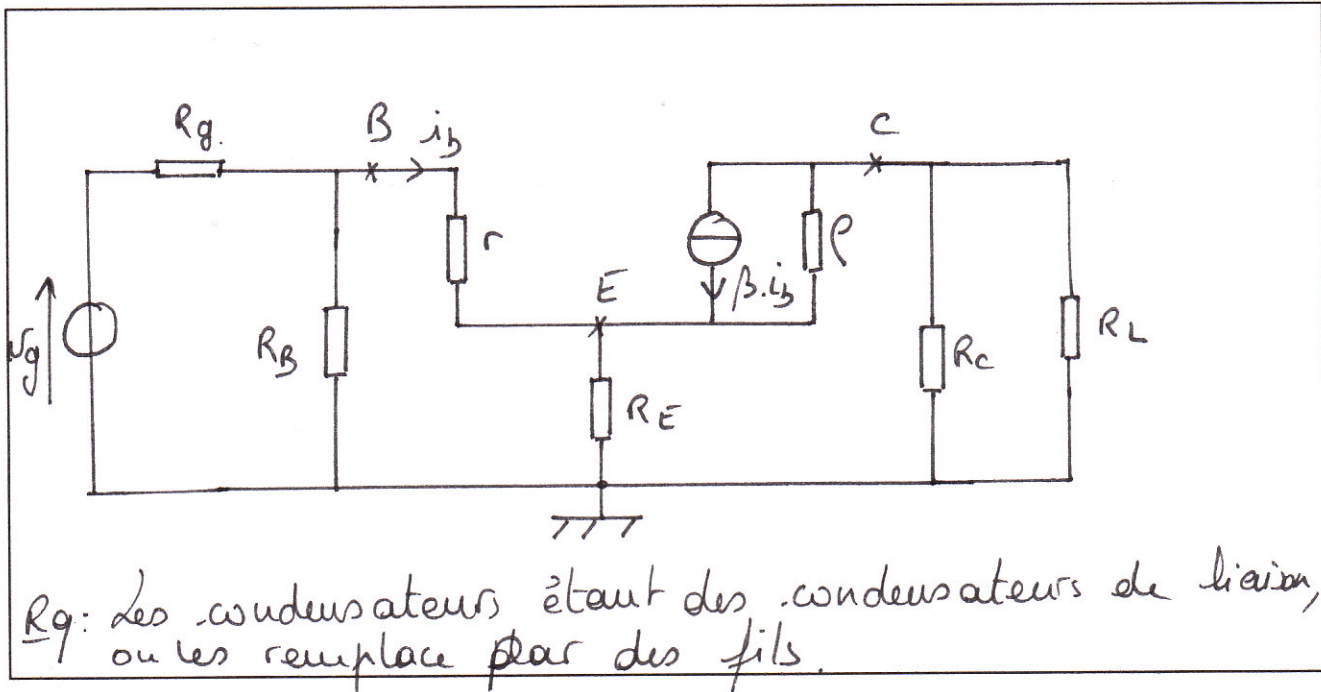 Rg.
B
ib
C
r
ρ
β.ib
E
vg
RB
RE
RC
RL
Rq: Les condensateurs étant des condensateurs de liaison,
on les remplace par des fils.